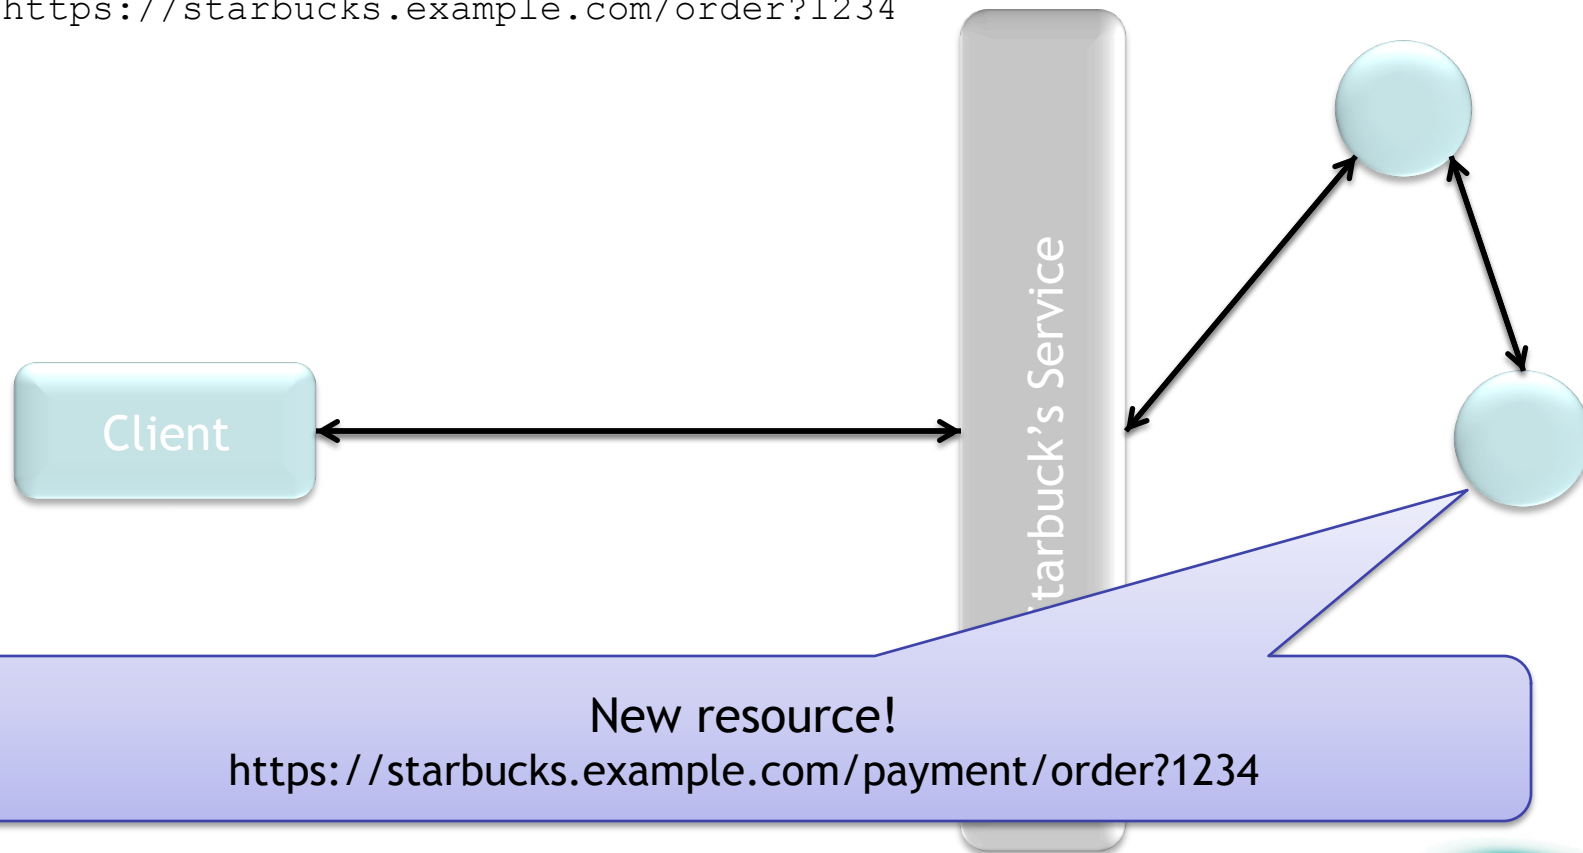 https://starbucks.example.com/order?1234
Client
tarbuck's Service
New resource!
https://starbucks.example.com/payment/order?1234